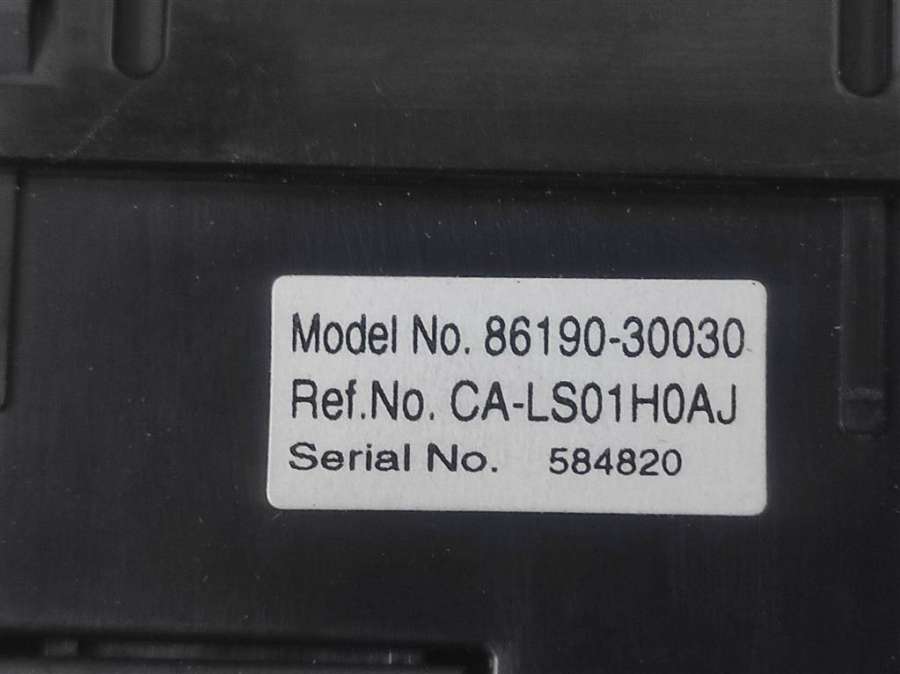 Model No. 86190-30030
Ref.No. CA-LS01H0AJ
Serial No. 584820